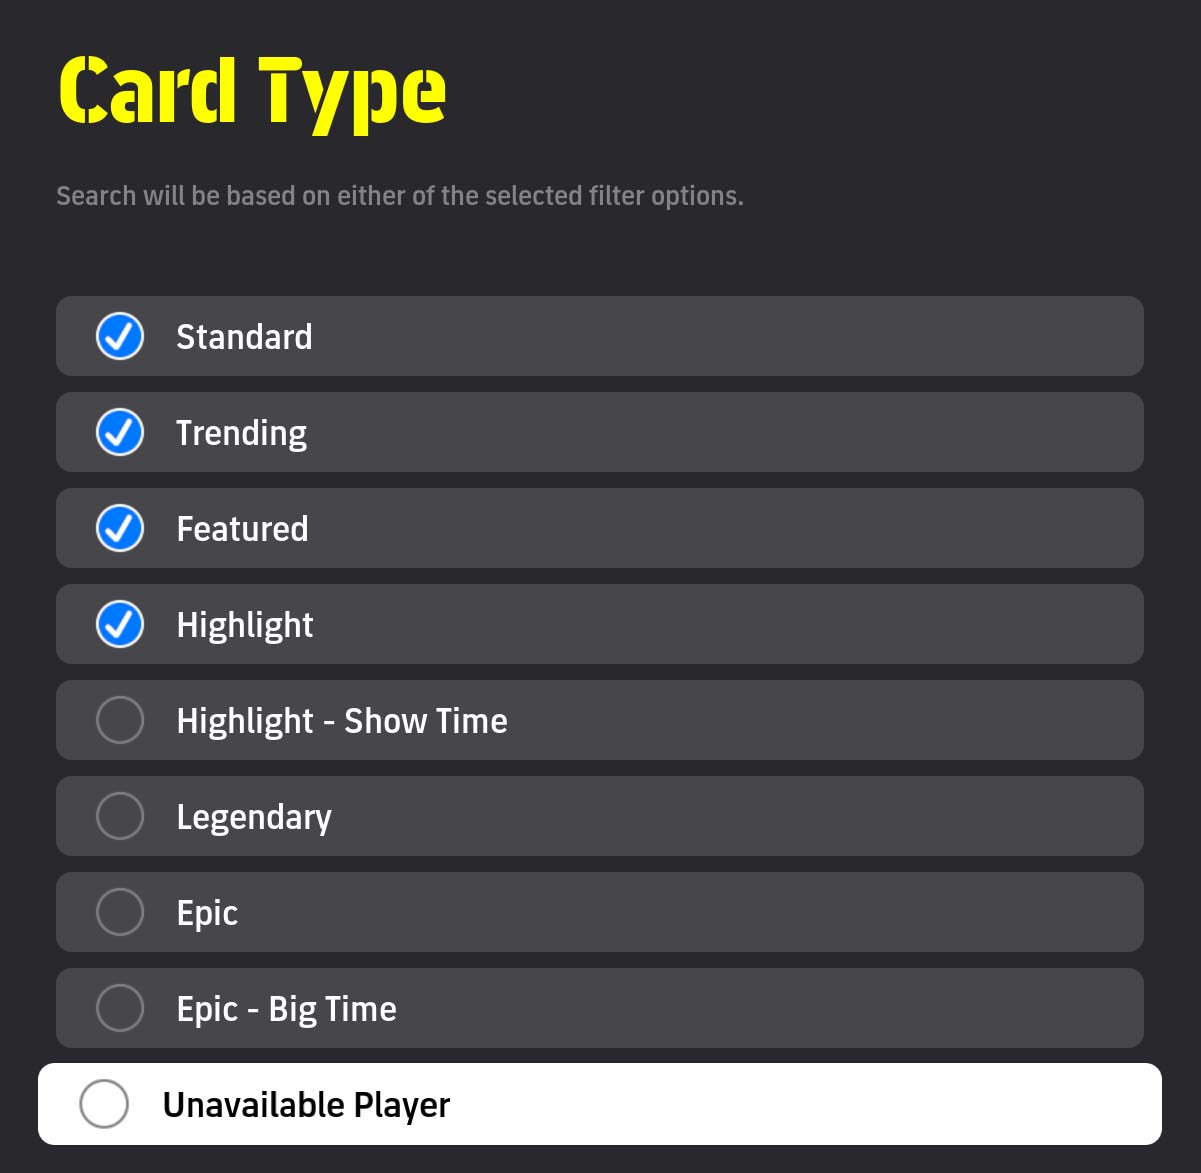 Card Type
Search will be based on either of the selected filter options.
Standard
Trending
Featured
Highlight
Highlight - Show Time
Legendary
Epic
Epic - Big Time
Unavailable Player